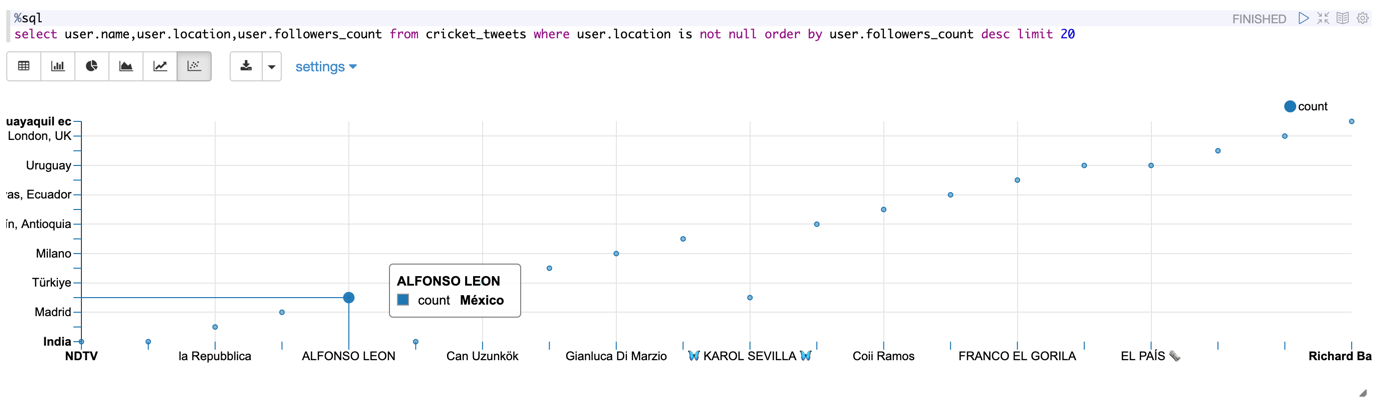 %sql
FINISHED
select user.name,user.location,user.followers_count from cricket_tweets where user.location is not null order by user.followers_count desc limit 20
settings
count
uayaquil ec
London, UK
Uruguay
as, Ecuador
ín, Antioquia
Milano
Türkiye
Madrid
India
ALFONSO LEON
count México
NDTV la Repubblica ALFONSO LEON Can Uzunkök Gianluca Di Marzio 🦋 KAROL SEVILLA 🦋 Coii Ramos FRANCO EL GORILA EL PAÍS 🗞️ Richard Ba